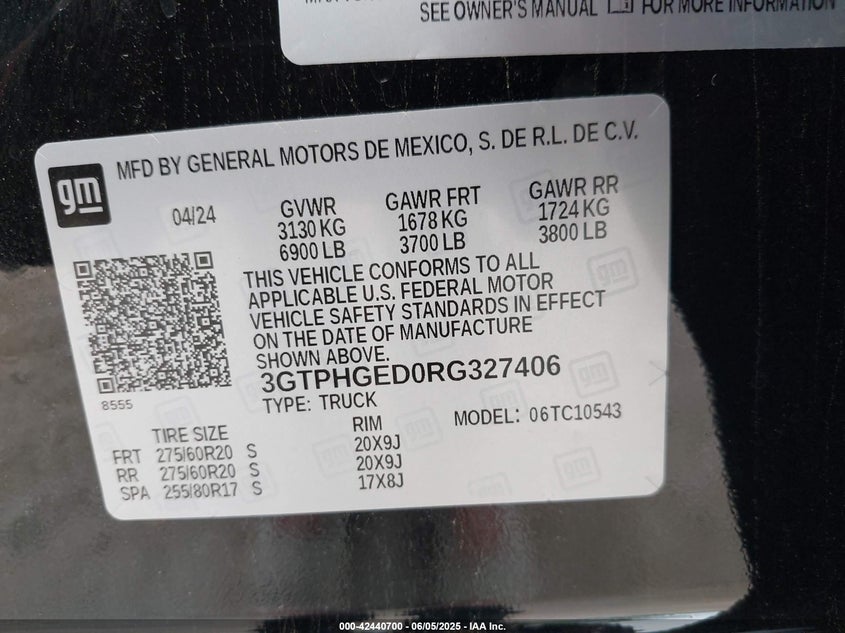 SEE OWNER'S MANUAL FOR MORE INFORMATION
gm
MFD BY GENERAL MOTORS DE MEXICO, S. DE R.L. DE C.V.
04/24
GVWR
3130 KG
6900 LB
GAWR FRT
1678 KG
3700 LB
GAWR RR
1724 KG
3800 LB
THIS VEHICLE CONFORMS TO ALL
APPLICABLE U.S. FEDERAL MOTOR
VEHICLE SAFETY STANDARDS IN EFFECT
ON THE DATE OF MANUFACTURE
SHOWN ABOVE.
3GTPHGED0RG327406
8555
TYPE: TRUCK
MODEL: 06TC10543
TIRE SIZE RIM
FRT 275/60R20 S 20X9J
RR 275/60R20 S 20X9J
SPA 255/80R17 S 17X8J
000-42440700 - 06/05/2025 - IAA Inc.